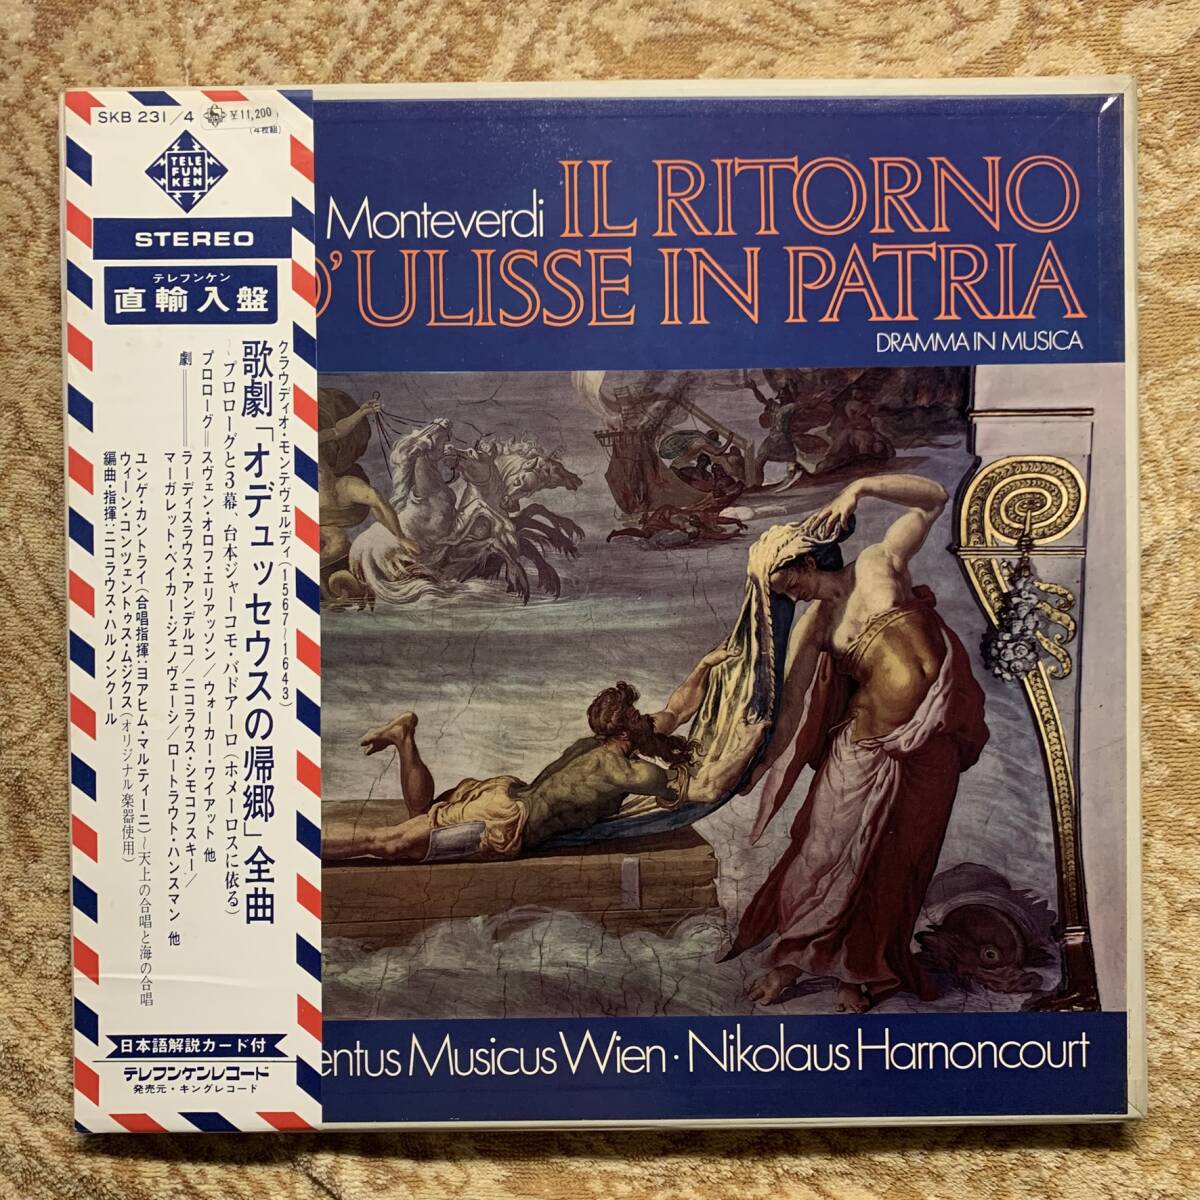 SKB 231/4
¥11,200
(4枚組)
TELE
FUN
KEN
STEREO
テレフンケン
直輸入盤
クラウディオ・モンテヴェルディ(1567〜1643)
歌劇「オデュッセウスの帰郷」全曲
〜プロローグと3幕、台本ジャーコモ・バドアーロ(ホメーロスに依る)
プロローグ=スヴェン・オロフ・エリアッソン/ウォーカー・ワイアット 他
劇=ラーディスラウス・アンデルコ/ニコラウス・シモコフスキー/
マーガレット・ベイカー・ジェノヴェーシ/ロートラウト・ハンスマン 他
ユンゲ・カントライ(合唱指揮:ヨアヒム・マルティーニ)〜天上の合唱と海の合唱
ウィーン・コンツェントゥス・ムジクス(オリジナル楽器使用)
編曲・指揮:ニコラウス・ハルノンクール
日本語解説カード付
テレフンケンレコード
発売元・キングレコード
Monteverdi IL RITORNO
D'ULISSE IN PATRIA
DRAMMA IN MUSICA
entus Musicus Wien · Nikolaus Harnoncourt